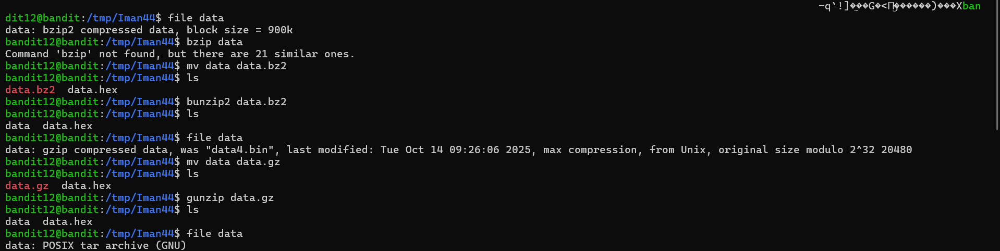 -q`!]���G�<������)���Xban
dit12@bandit:/tmp/Iman44$ file data
data: bzip2 compressed data, block size = 900k
bandit12@bandit:/tmp/Iman44$ bzip data
Command 'bzip' not found, but there are 21 similar ones.
bandit12@bandit:/tmp/Iman44$ mv data data.bz2
bandit12@bandit:/tmp/Iman44$ ls
data.bz2  data.hex
bandit12@bandit:/tmp/Iman44$ bunzip2 data.bz2
bandit12@bandit:/tmp/Iman44$ ls
data  data.hex
bandit12@bandit:/tmp/Iman44$ file data
data: gzip compressed data, was "data4.bin", last modified: Tue Oct 14 09:26:06 2025, max compression, from Unix, original size modulo 2^32 20480
bandit12@bandit:/tmp/Iman44$ mv data data.gz
bandit12@bandit:/tmp/Iman44$ ls
data.gz  data.hex
bandit12@bandit:/tmp/Iman44$ gunzip data.gz
bandit12@bandit:/tmp/Iman44$ ls
data  data.hex
bandit12@bandit:/tmp/Iman44$ file data
data: POSIX tar archive (GNU)